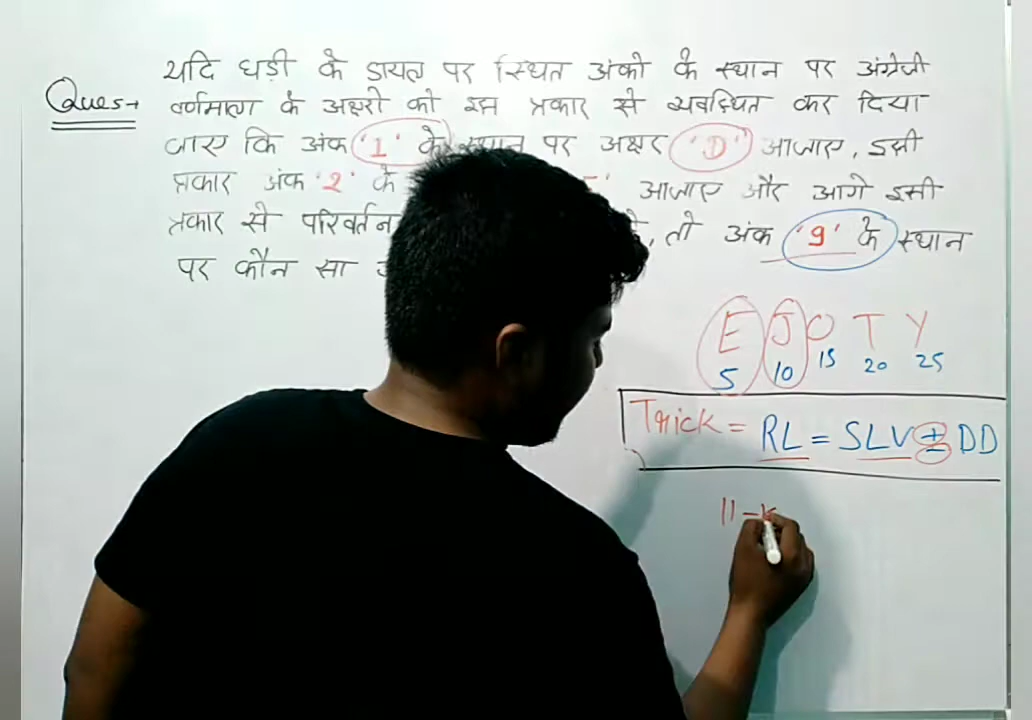 Ques→
यदि घड़ी के डायल पर स्थित अंको के स्थान पर अंग्रेजी
वर्णमाला के अक्षरो को इस प्रकार से व्यवस्थित कर दिया
जाए कि अंक '1' के स्थान पर अक्षर 'D' आजाए, इसी
प्रकार अंक '2' के आजाए और आगे इसी
प्रकार से परिवर्तन , तो अंक '9' के स्थान
पर कौन सा
E J O T Y
5 10 15 20 25
Trick = RL = SLV ± DD
11 - K